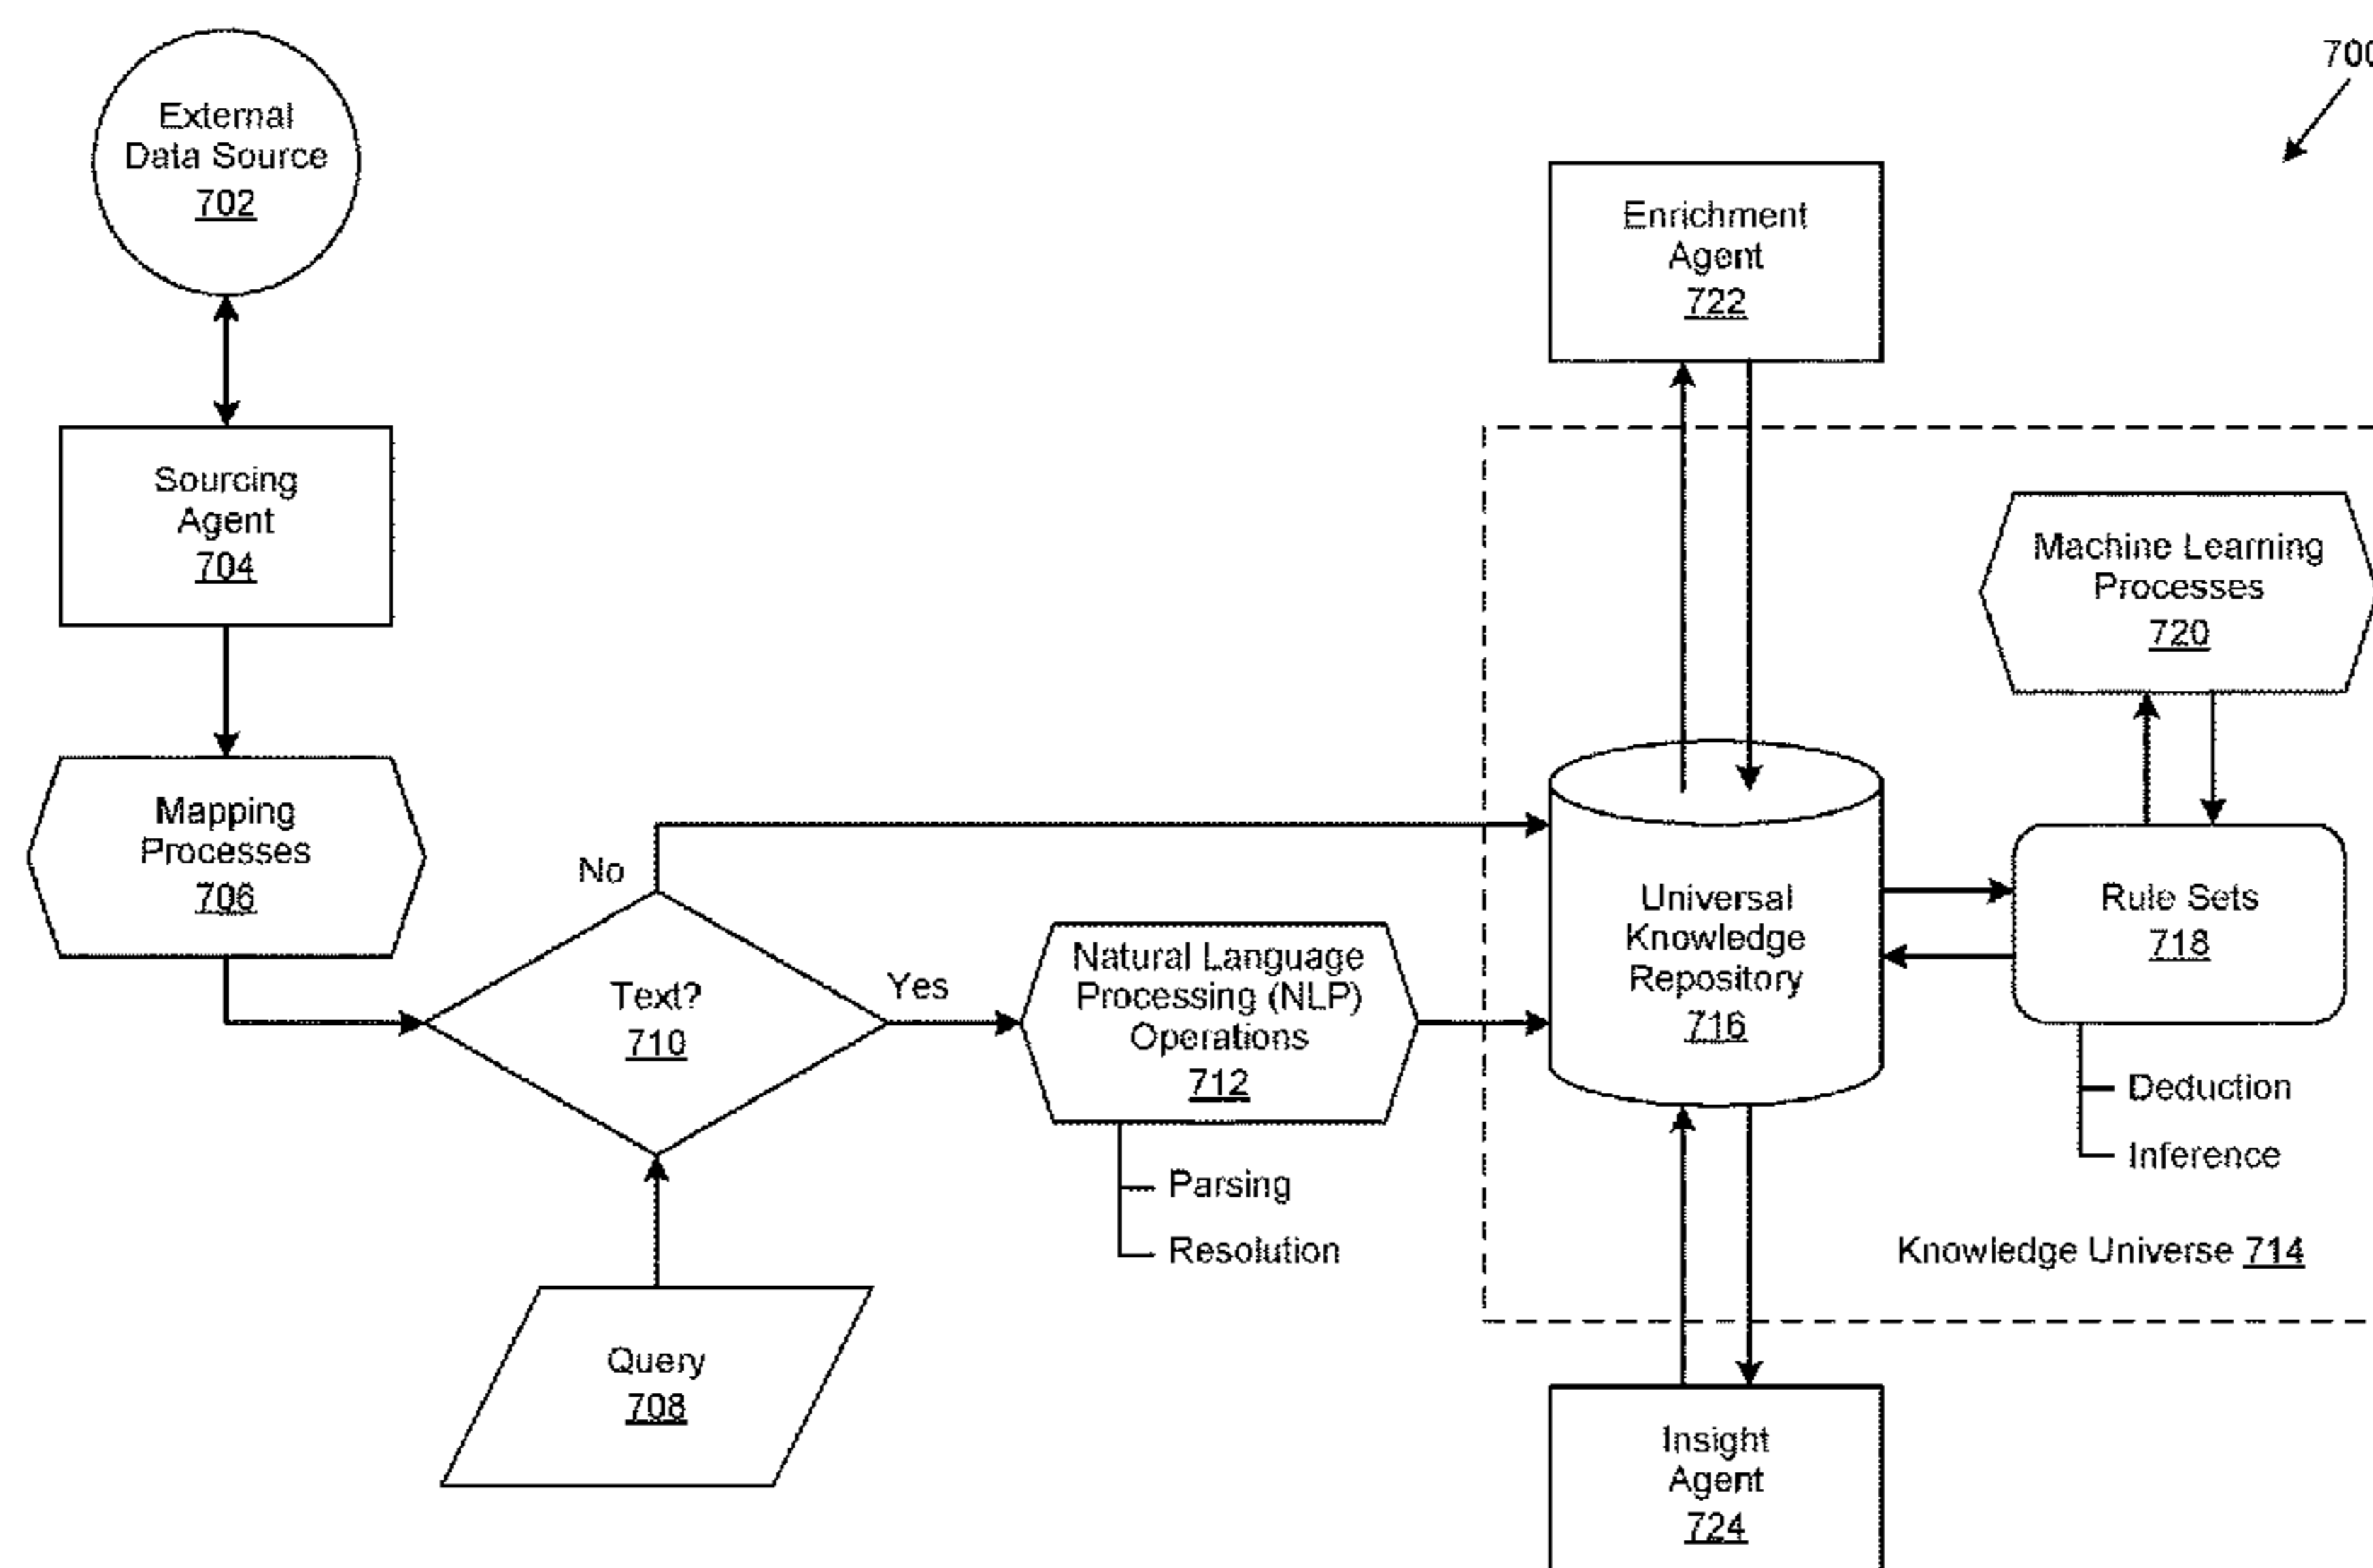 700
External
Data Source
702
Enrichment
Agent
722
Sourcing
Agent
704
Machine Learning
Processes
720
Mapping
Processes
706
No
Text?
710
Yes
Natural Language
Processing (NLP)
Operations
712
Parsing
Resolution
Universal
Knowledge
Repository
716
Rule Sets
718
Deduction
Inference
Knowledge Universe 714
Query
708
Insight
Agent
724